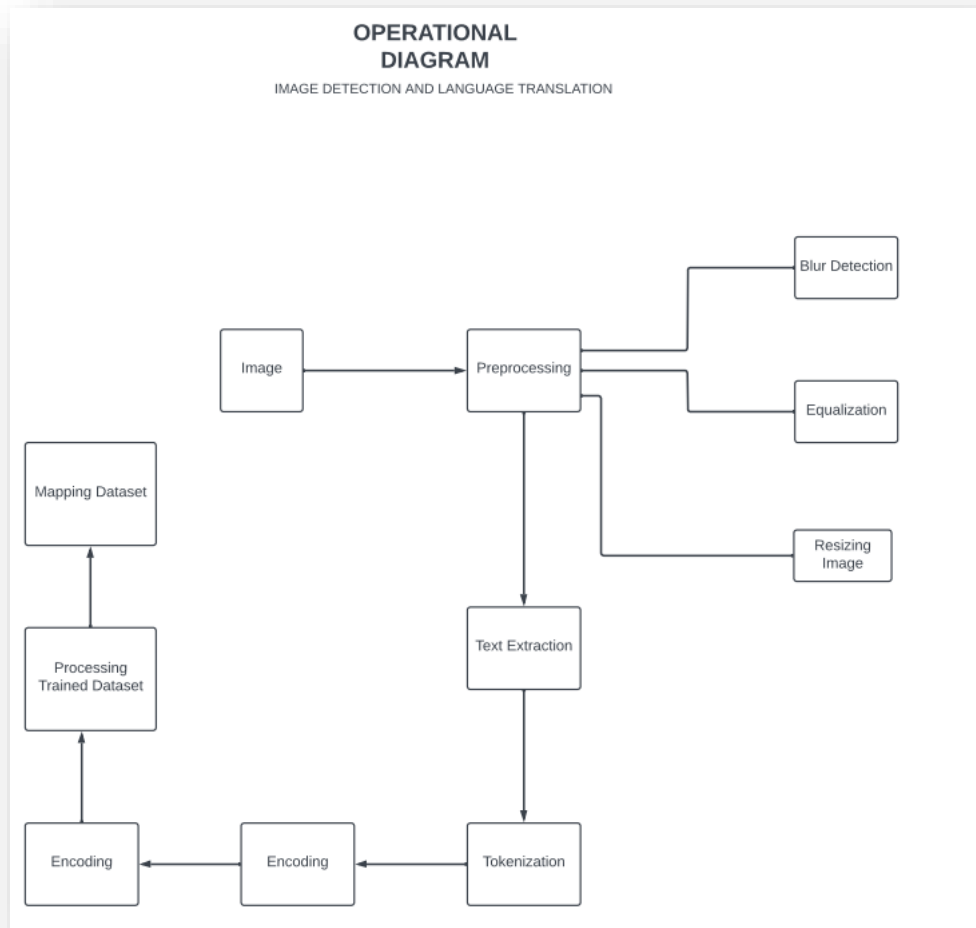 OPERATIONAL
DIAGRAM
IMAGE DETECTION AND LANGUAGE TRANSLATION
Blur Detection
Image
Preprocessing
Equalization
Mapping Dataset
Resizing
Image
Text Extraction
Processing
Trained Dataset
Encoding
Encoding
Tokenization